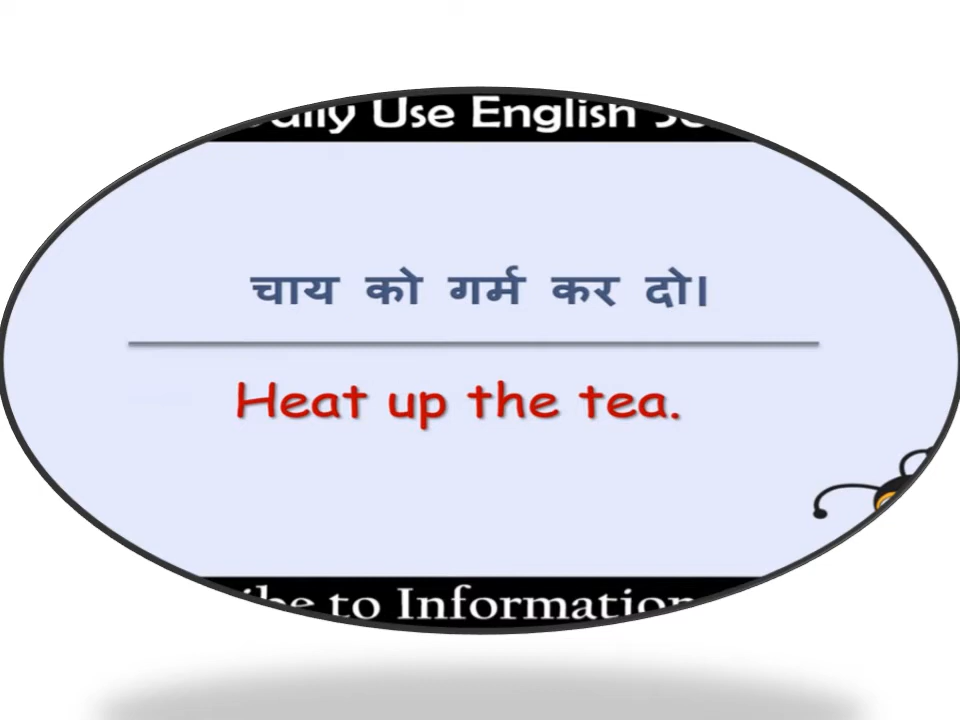 Use English
चाय को गर्म कर दो।
Heat up the tea.
to Information